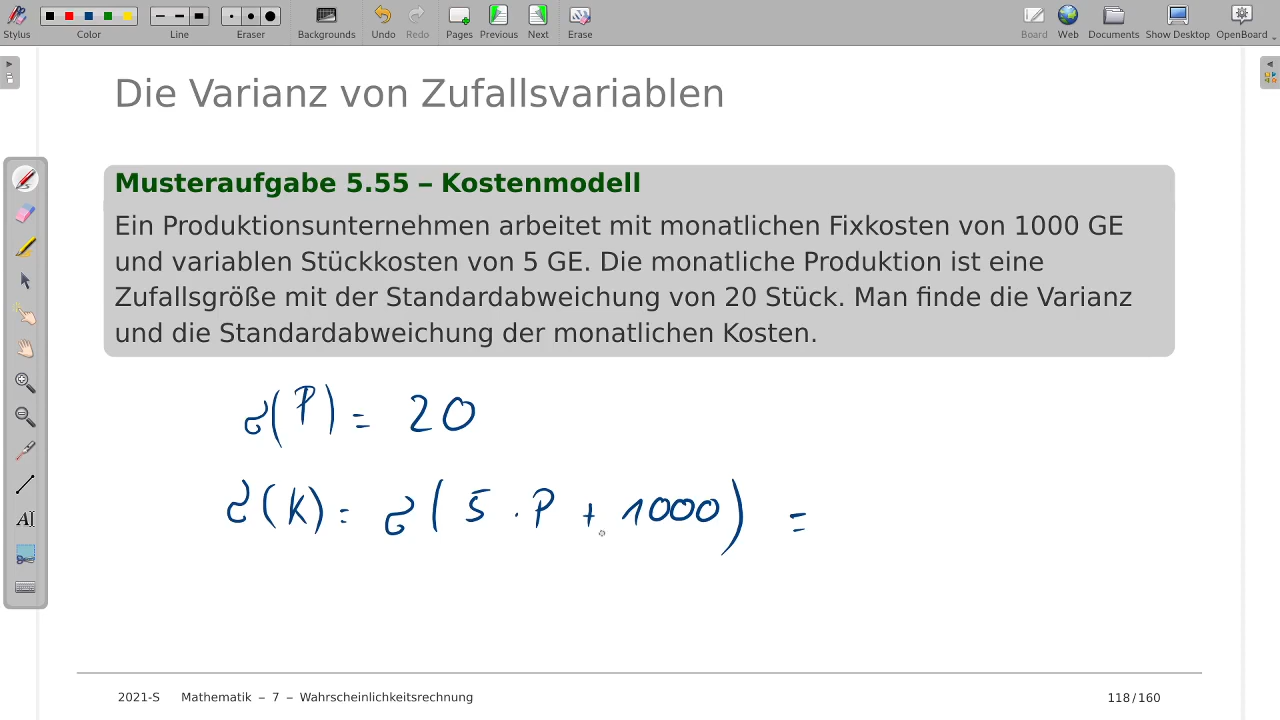 Stylus Color Line Eraser Backgrounds Undo Redo Pages Previous Next Erase Board Web Documents Show Desktop OpenBoard
Die Varianz von Zufallsvariablen
Musteraufgabe 5.55 – Kostenmodell
Ein Produktionsunternehmen arbeitet mit monatlichen Fixkosten von 1000 GE
und variablen Stückkosten von 5 GE. Die monatliche Produktion ist eine
Zufallsgröße mit der Standardabweichung von 20 Stück. Man finde die Varianz
und die Standardabweichung der monatlichen Kosten.
σ(P) = 20
σ(K) = σ(5 · P + 1000) =
AI
2021-S Mathematik – 7 – Wahrscheinlichkeitsrechnung 118/160